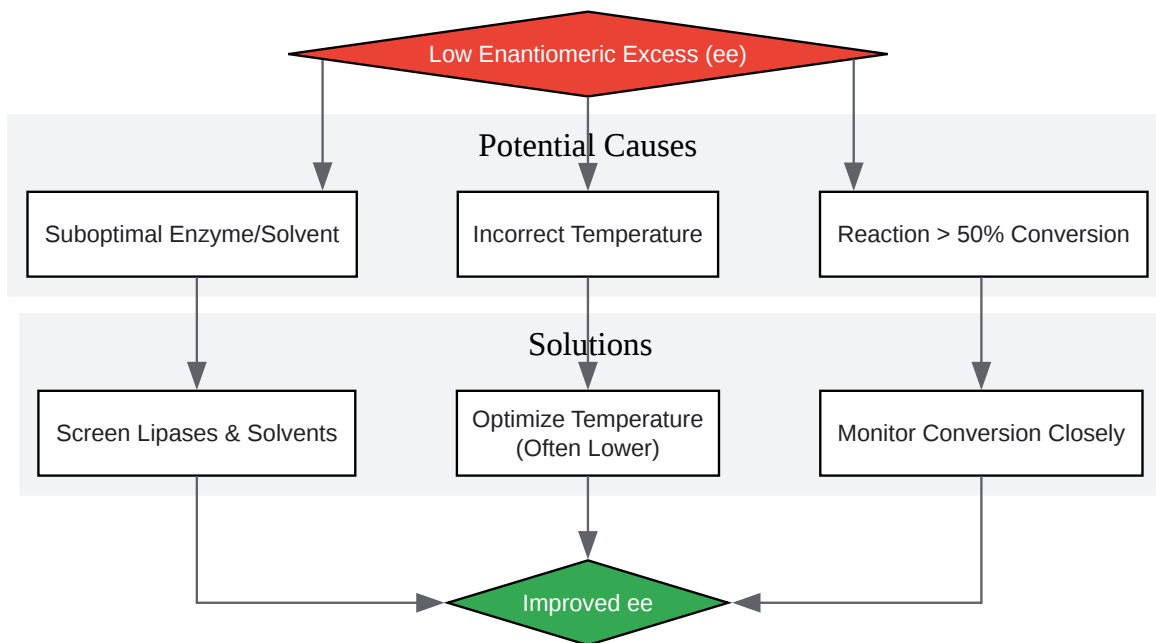 Low Enantiomeric Excess (ee)
Potential Causes
Suboptimal Enzyme/Solvent
Incorrect Temperature
Reaction > 50% Conversion
Solutions
Screen Lipases & Solvents
Optimize Temperature
(Often Lower)
Monitor Conversion Closely
Improved ee